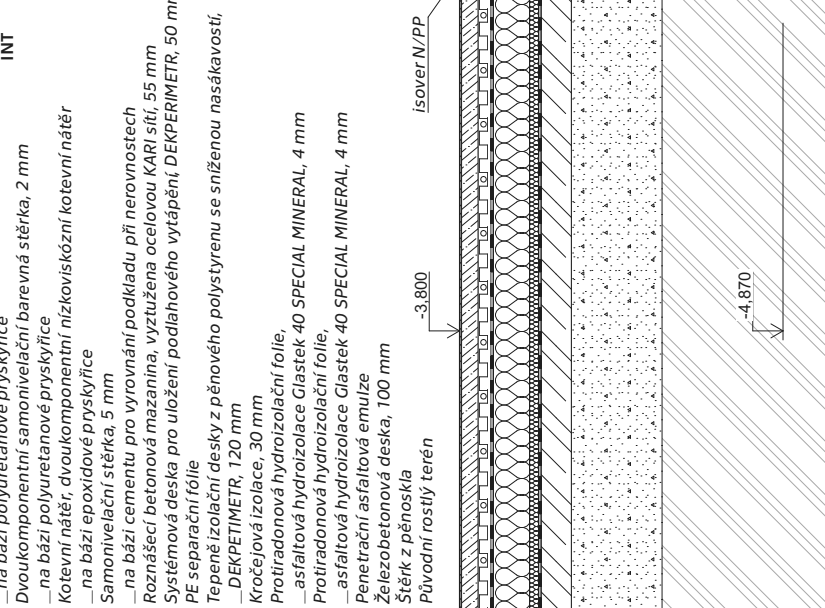 INT
_na bázi polyuretanové pryskyřice
Dvoukomponentní samonivelační barevná stěrka, 2 mm
_na bázi polyuretanové pryskyřice
Kotevní nátěr, dvoukomponentní nízkoviskózní kotevní nátěr
_na bázi epoxidové pryskyřice
Samonivelační stěrka, 5 mm
_na bázi cementu pro vyrovnání podkladu při nerovnostech
Roznášecí betonová mazanina, vyztužena ocelovou KARI sítí, 55 mm
Systémová deska pro uložení podlahového vytápění, DEKPERIMETR, 50 mm
PE separační fólie
Tepeně izolační desky z pěnového polystyrenu se sníženou nasákavostí,
_DEKPETIMETR, 120 mm
Kročejová izolace, 30 mm
Protiradonová hydroizolační folie,
_asfaltová hydroizolace Glastek 40 SPECIAL MINERAL, 4 mm
Protiradonová hydroizolační folie,
_asfaltová hydroizolace Glastek 40 SPECIAL MINERAL, 4 mm
Penetrační asfaltová emulze
Železobetonová deska, 100 mm
Štěrk z pěnoskla
Původní rostlý terén
isover N/PP
-3,800
-4,870